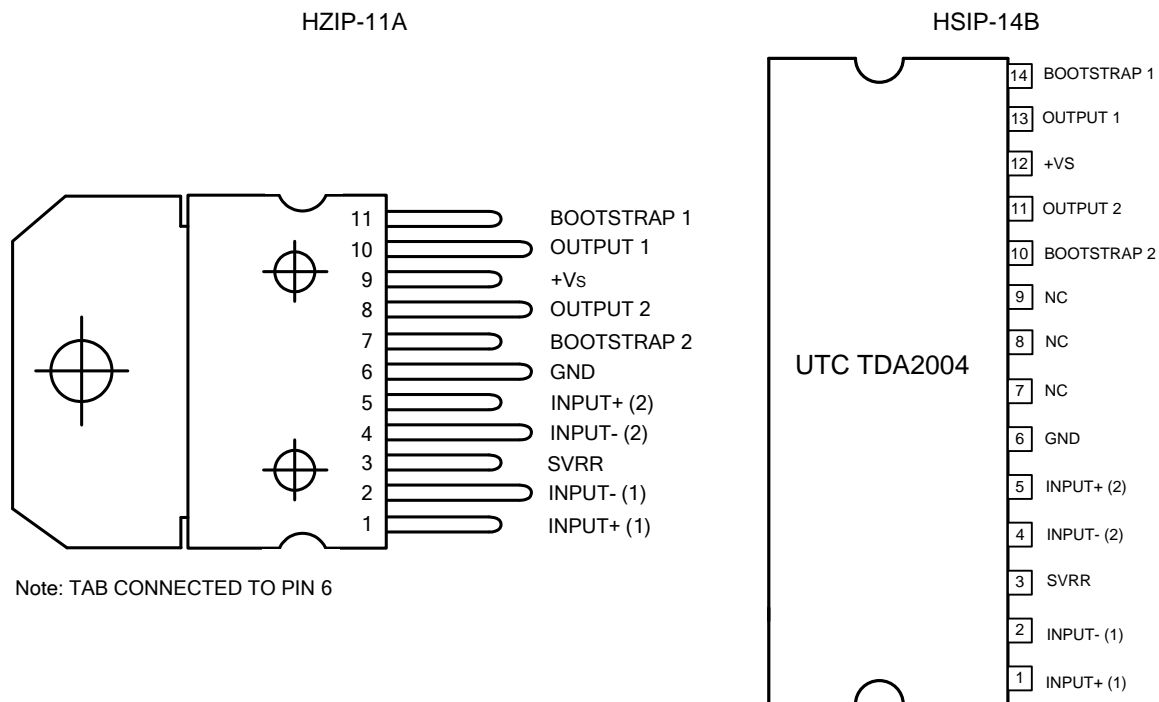 HZIP-11A
11 BOOTSTRAP 1
10 OUTPUT 1
9 +Vs
8 OUTPUT 2
7 BOOTSTRAP 2
6 GND
5 INPUT+ (2)
4 INPUT- (2)
3 SVRR
2 INPUT- (1)
1 INPUT+ (1)
Note: TAB CONNECTED TO PIN 6
HSIP-14B
UTC TDA2004
14 BOOTSTRAP 1
13 OUTPUT 1
12 +VS
11 OUTPUT 2
10 BOOTSTRAP 2
9 NC
8 NC
7 NC
6 GND
5 INPUT+ (2)
4 INPUT- (2)
3 SVRR
2 INPUT- (1)
1 INPUT+ (1)